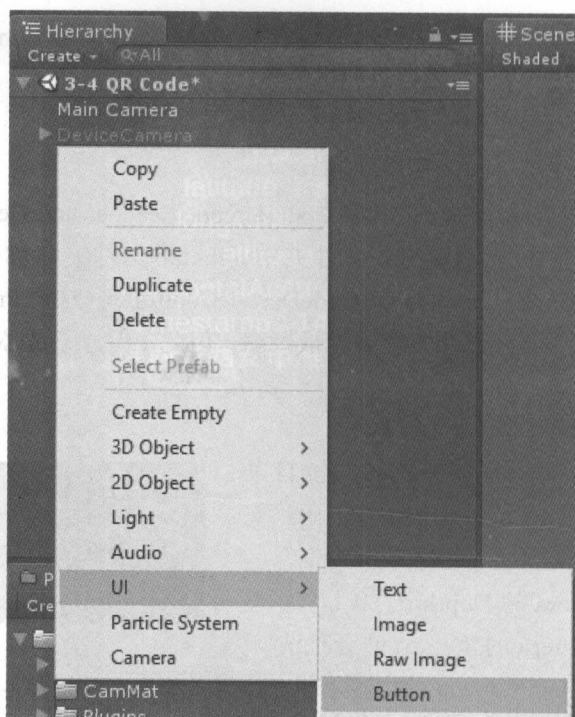 Hierarchy
# Scene
Create
All
Shaded
3-4 QR Code*
Main Camera
DeviceCamera
Copy
Paste
Rename
Duplicate
Delete
Select Prefab
Create Empty
3D Object >
2D Object >
Light >
Audio >
UI >
Particle System
Camera
Text
Image
Raw Image
Button
P
Cre
CamMat
Plugins